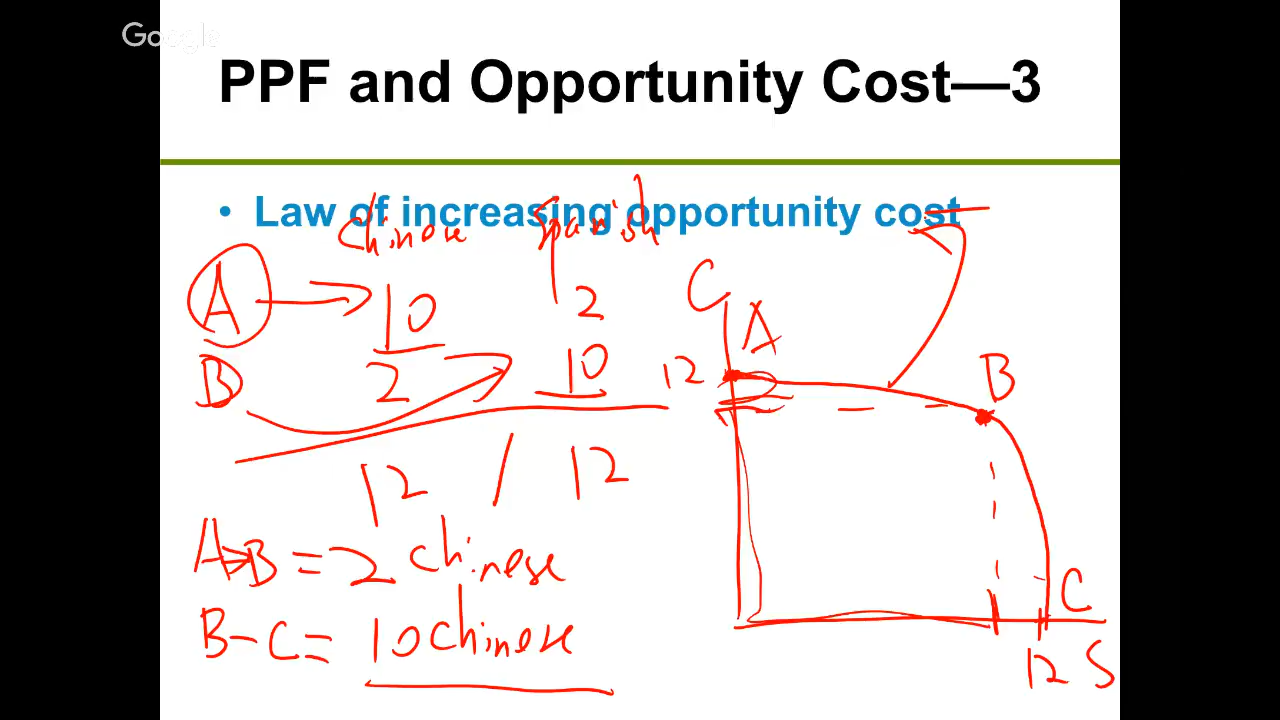 Google
PPF and Opportunity Cost—3
• Law of increasing opportunity cost
Chinese Spanish
A → 10 2
B 2 10
12 / 12
A→B = 2 Chinese
B-C = 10 Chinese
C
A
12
B
C
12 S